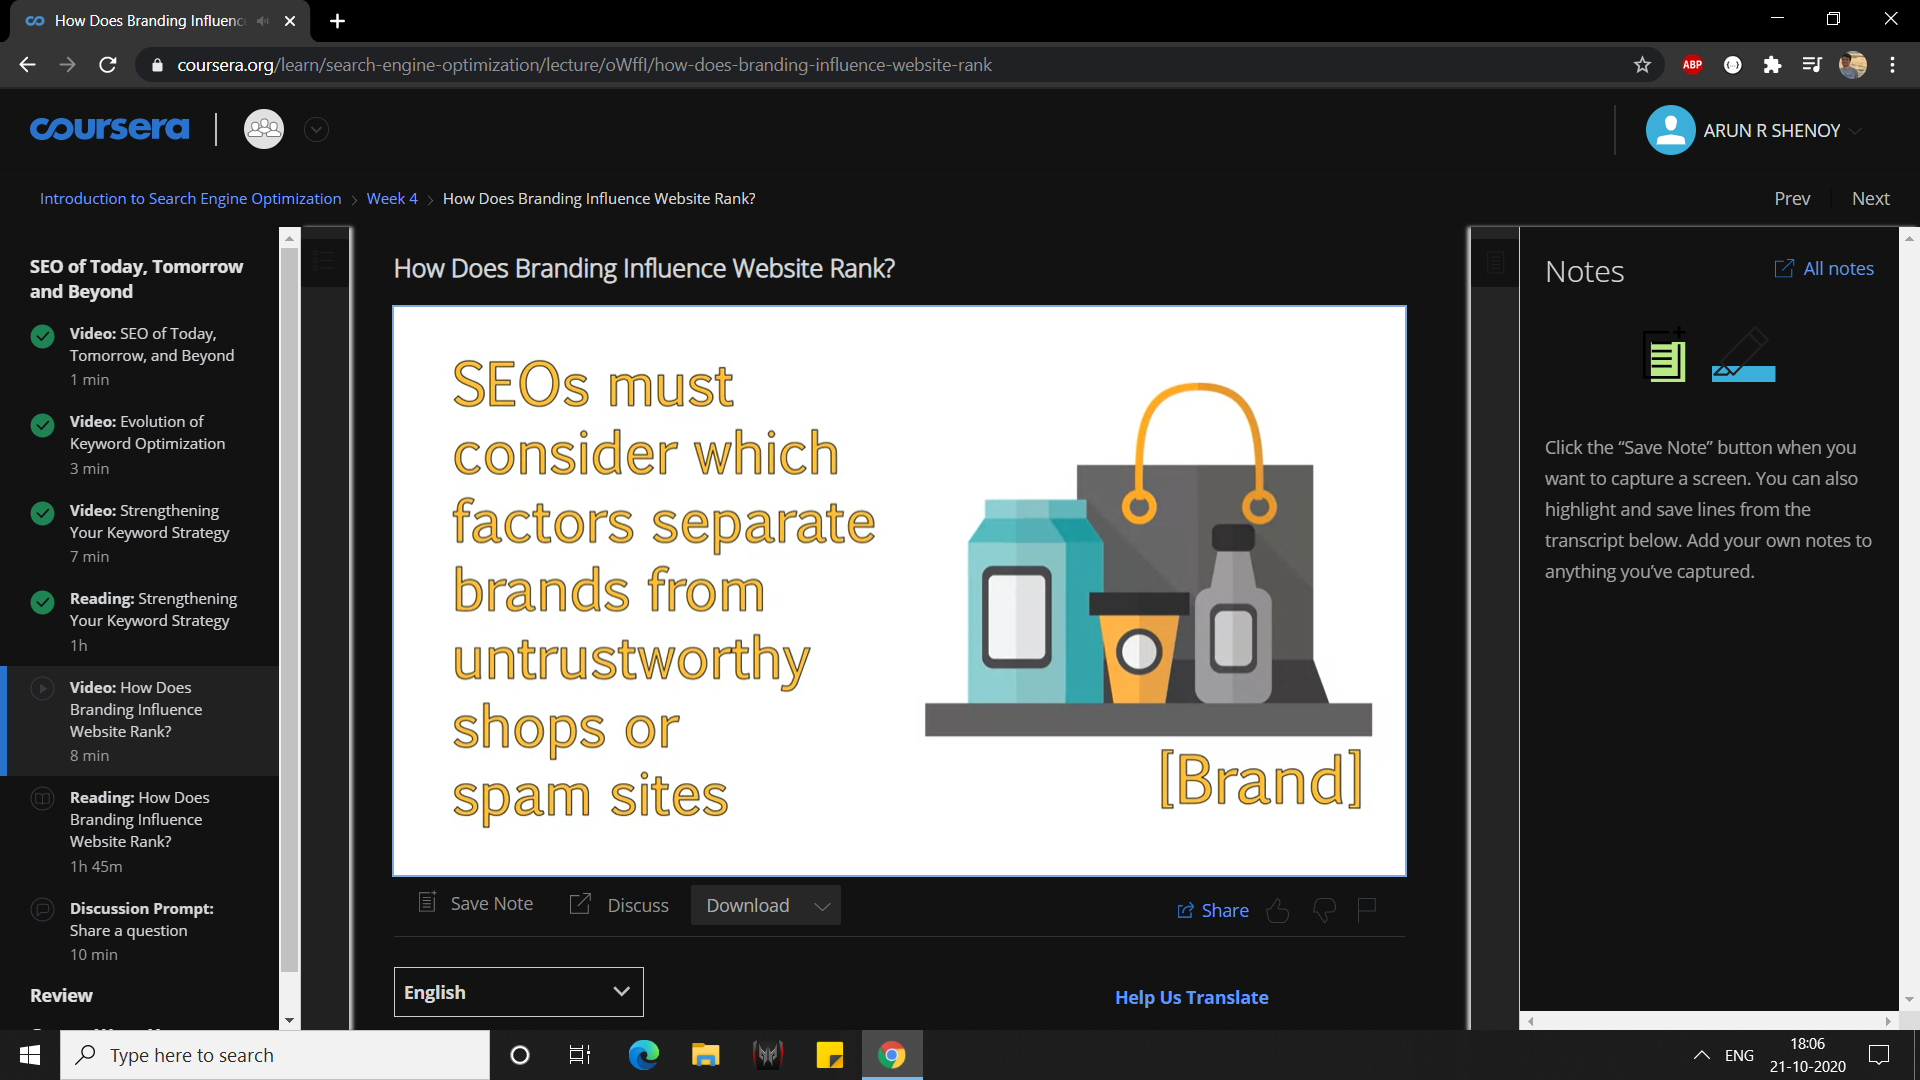 How Does Branding Influenc
coursera.org/learn/search-engine-optimization/lecture/oWffI/how-does-branding-influence-website-rank
ABP
coursera
ARUN R SHENOY
Introduction to Search Engine Optimization > Week 4 > How Does Branding Influence Website Rank?
Prev
Next
SEO of Today, Tomorrow
and Beyond
Video: SEO of Today,
Tomorrow, and Beyond
1 min
Video: Evolution of
Keyword Optimization
3 min
Video: Strengthening
Your Keyword Strategy
7 min
Reading: Strengthening
Your Keyword Strategy
1h
Video: How Does
Branding Influence
Website Rank?
8 min
Reading: How Does
Branding Influence
Website Rank?
1h 45m
Discussion Prompt:
Share a question
10 min
Review
How Does Branding Influence Website Rank?
SEOs must
consider which
factors separate
brands from
untrustworthy
shops or
spam sites
[Brand]
Save Note
Discuss
Download
Share
English
Help Us Translate
Notes
All notes
Click the “Save Note” button when you
want to capture a screen. You can also
highlight and save lines from the
transcript below. Add your own notes to
anything you’ve captured.
Type here to search
ENG
18:06
21-10-2020